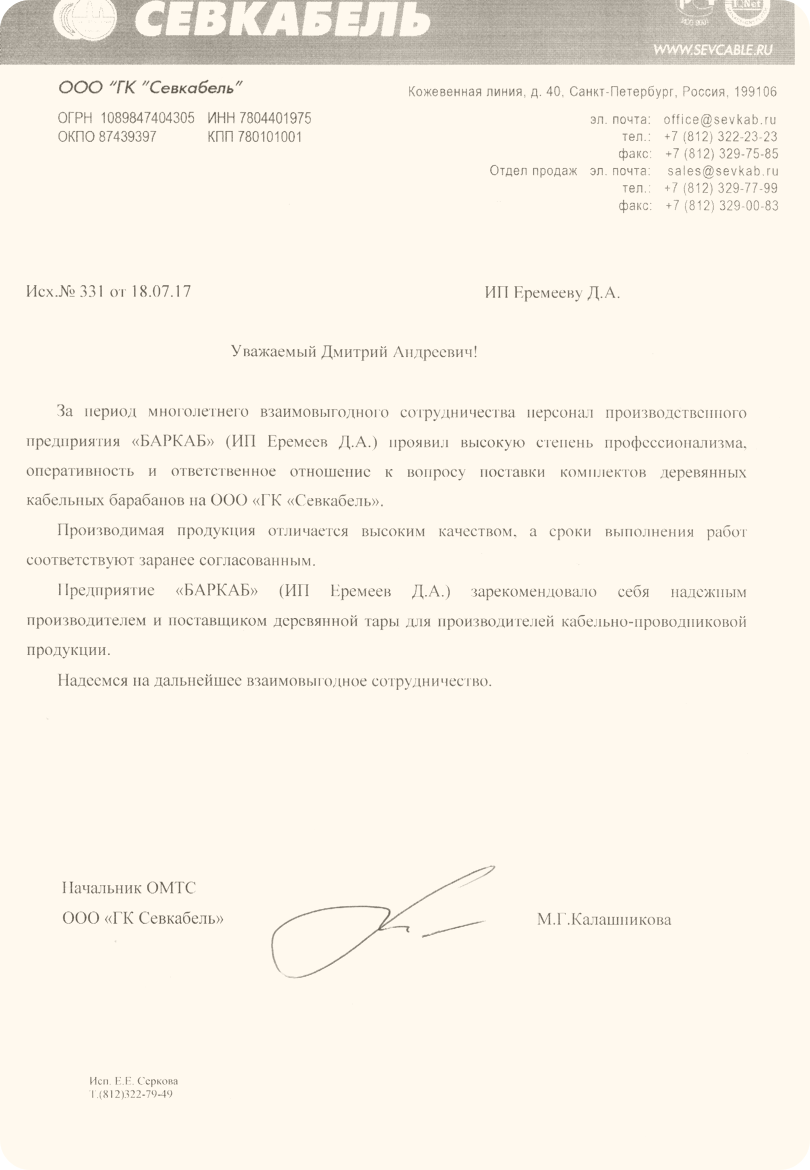 СЕВКАБЕЛЬ
IQNet
WWW.SEVCABLE.RU
ООО "ГК "Севкабель"
Кожевенная линия, д. 40, Санкт-Петербург, Россия, 199106
ОГРН 1089847404305 ИНН 7804401975
ОКПО 87439397 КПП 780101001
эл. почта: office@sevkab.ru
тел.: +7 (812) 322-23-23
факс: +7 (812) 329-75-85
Отдел продаж эл. почта: sales@sevkab.ru
тел.: +7 (812) 329-77-99
факс: +7 (812) 329-00-83
Исх.№ 331 от 18.07.17
ИП Еремееву Д.А.
Уважаемый Дмитрий Андреевич!
За период многолетнего взаимовыгодного сотрудничества персонал производственного
предприятия «БАРКАБ» (ИП Еремеев Д.А.) проявил высокую степень профессионализма,
оперативность и ответственное отношение к вопросу поставки комплектов деревянных
кабельных барабанов на ООО «ГК «Севкабель».
Производимая продукция отличается высоким качеством, а сроки выполнения работ
соответствуют заранее согласованным.
Предприятие «БАРКАБ» (ИП Еремеев Д.А.) зарекомендовало себя надежным
производителем и поставщиком деревянной тары для производителей кабельно-проводниковой
продукции.
Надеемся на дальнейшее взаимовыгодное сотрудничество.
Начальник ОМТС
ООО «ГК Севкабель»
М.Г.Калашникова
Исп. Е.Е. Серкова
Т.(812)322-79-49